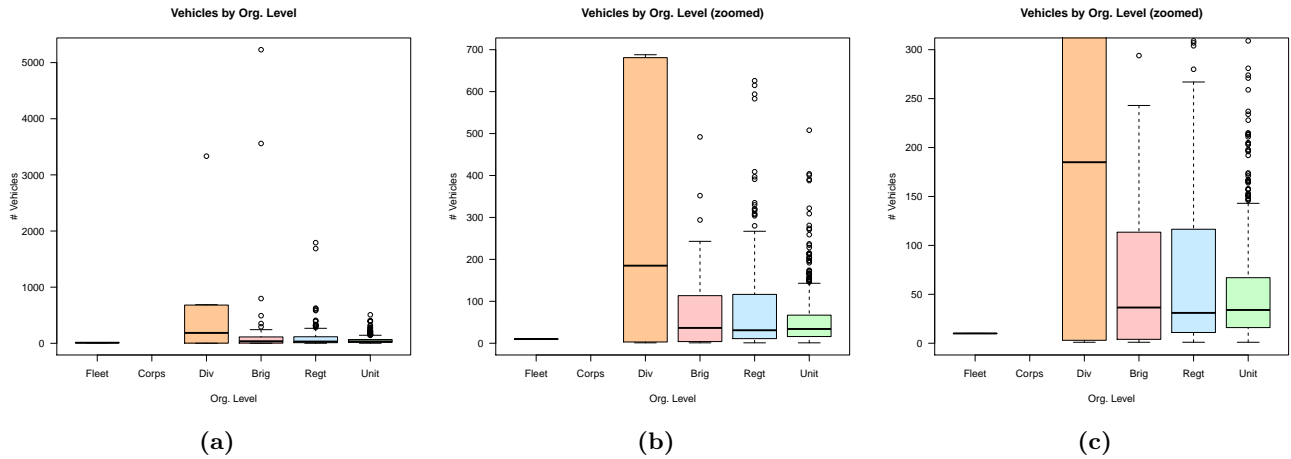 Vehicles by Org. Level
# Vehicles
5000
4000
3000
2000
1000
0
Fleet Corps Div Brig Regt Unit
Org. Level
(a)
Vehicles by Org. Level (zoomed)
# Vehicles
700
600
500
400
300
200
100
0
Fleet Corps Div Brig Regt Unit
Org. Level
(b)
Vehicles by Org. Level (zoomed)
# Vehicles
300
250
200
150
100
50
0
Fleet Corps Div Brig Regt Unit
Org. Level
(c)